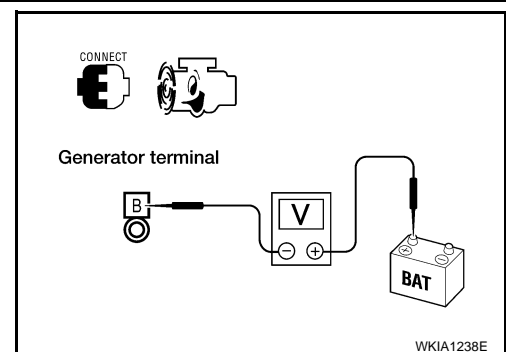 CONNECT
Generator terminal
B
V
− +
+ −
BAT
WKIA1238E